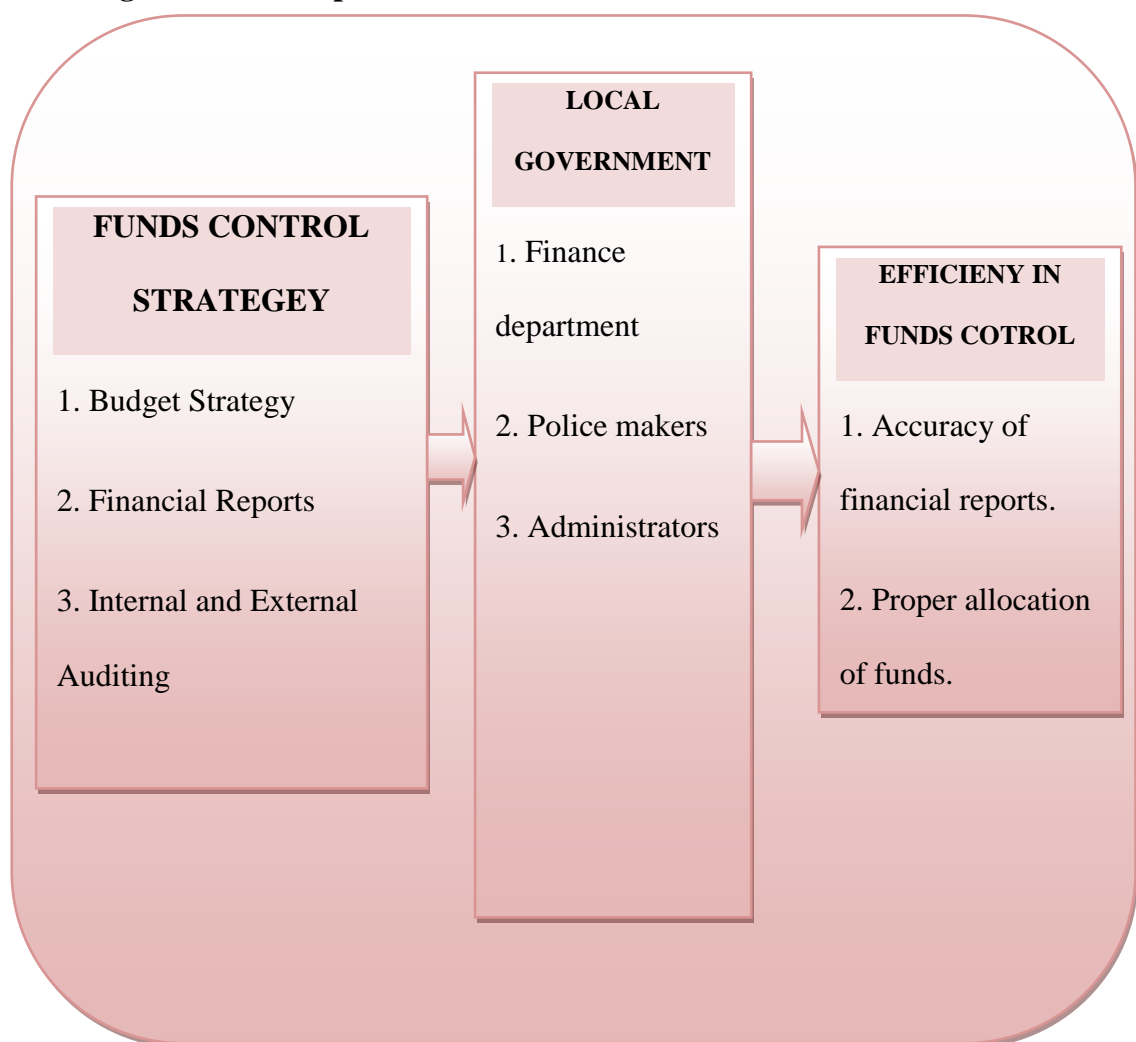 FUNDS CONTROL
STRATEGEY
1. Budget Strategy
2. Financial Reports
3. Internal and External
Auditing
LOCAL
GOVERNMENT
1. Finance
department
2. Police makers
3. Administrators
EFFICIENY IN
FUNDS COTROL
1. Accuracy of
financial reports.
2. Proper allocation
of funds.